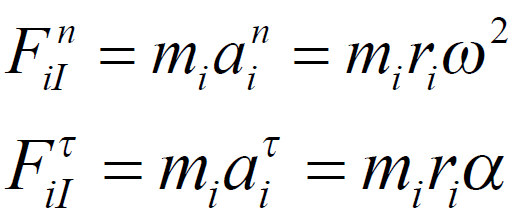 F_{iI}^{n} = m_i a_i^{n} = m_i r_i ω^2
F_{iI}^{τ} = m_i a_i^{τ} = m_i r_i α